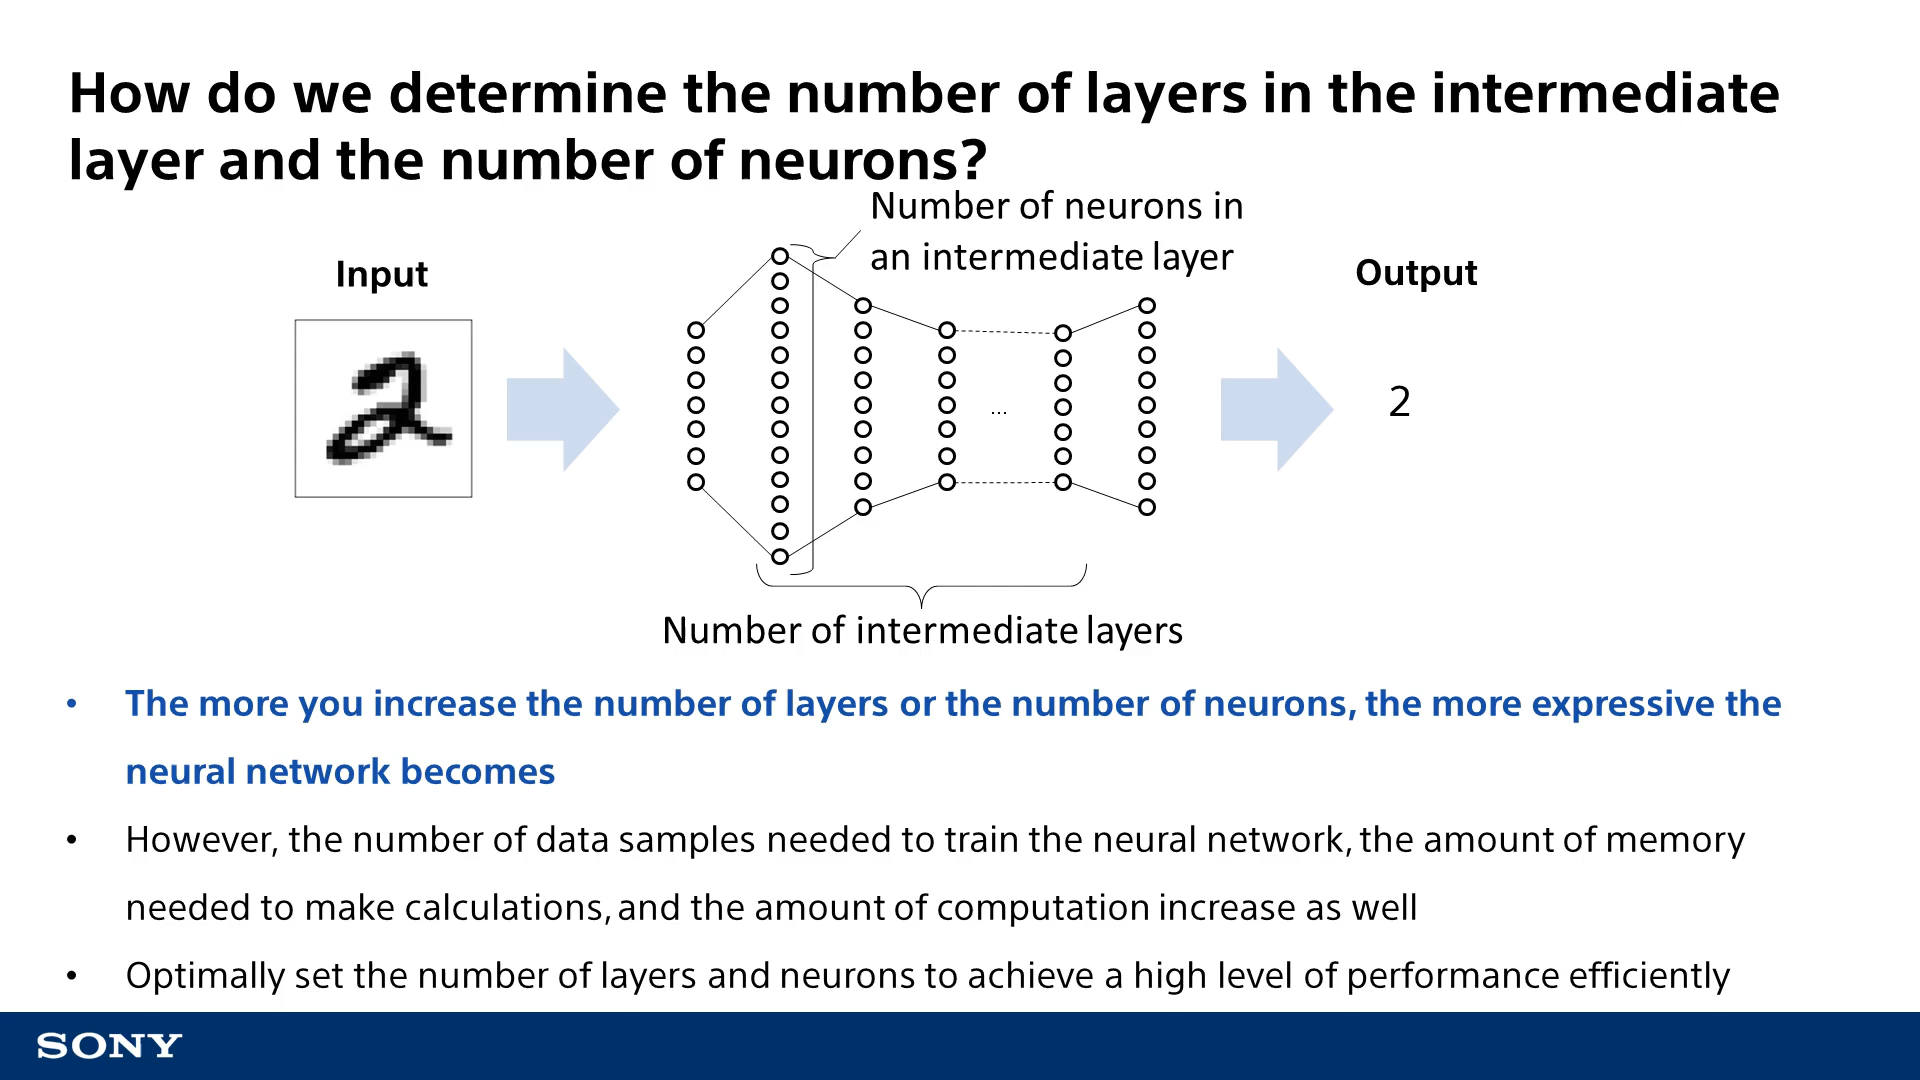 How do we determine the number of layers in the intermediate
layer and the number of neurons?
Number of neurons in
an intermediate layer
Input
Output
2
...
2
Number of intermediate layers
• The more you increase the number of layers or the number of neurons, the more expressive the
neural network becomes
• However, the number of data samples needed to train the neural network, the amount of memory
needed to make calculations, and the amount of computation increase as well
• Optimally set the number of layers and neurons to achieve a high level of performance efficiently
SONY